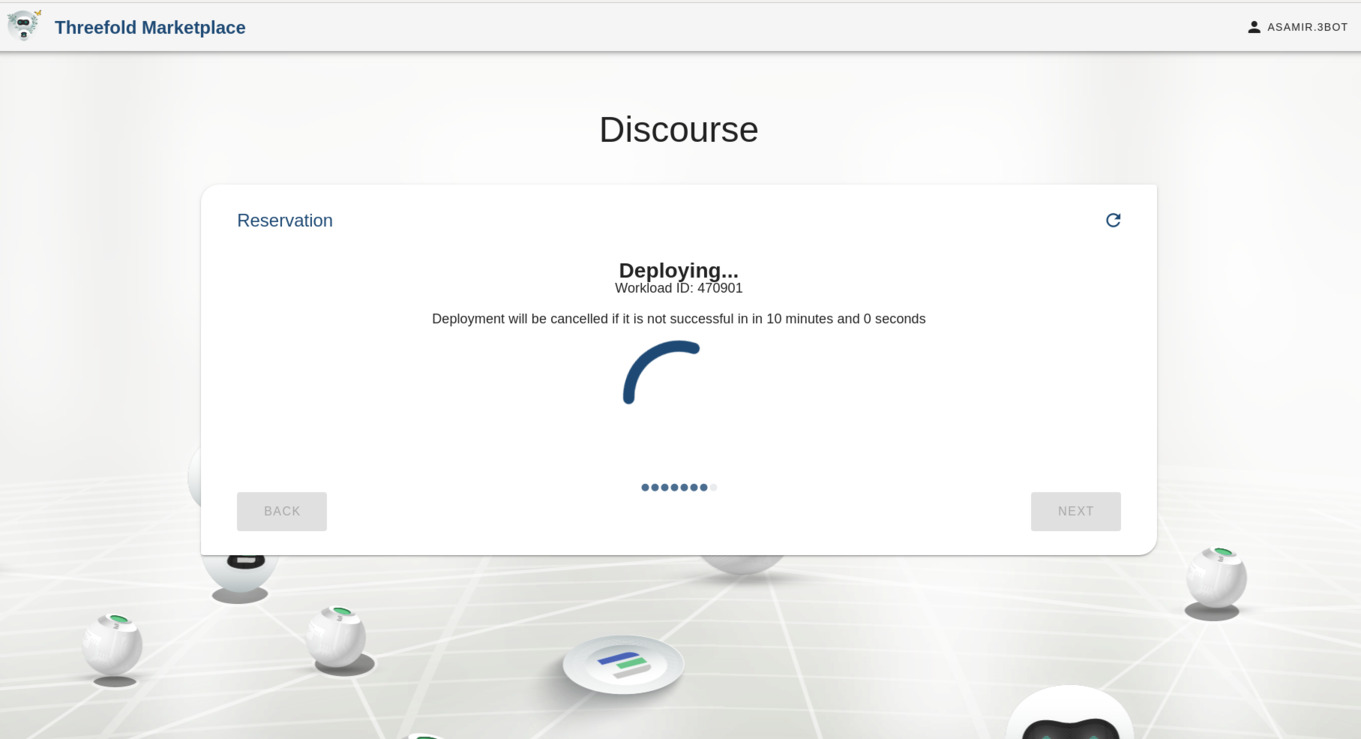 Threefold Marketplace
ASAMIR.3BOT
Discourse
Reservation
Deploying...
Workload ID: 470901
Deployment will be cancelled if it is not successful in in 10 minutes and 0 seconds
BACK
NEXT